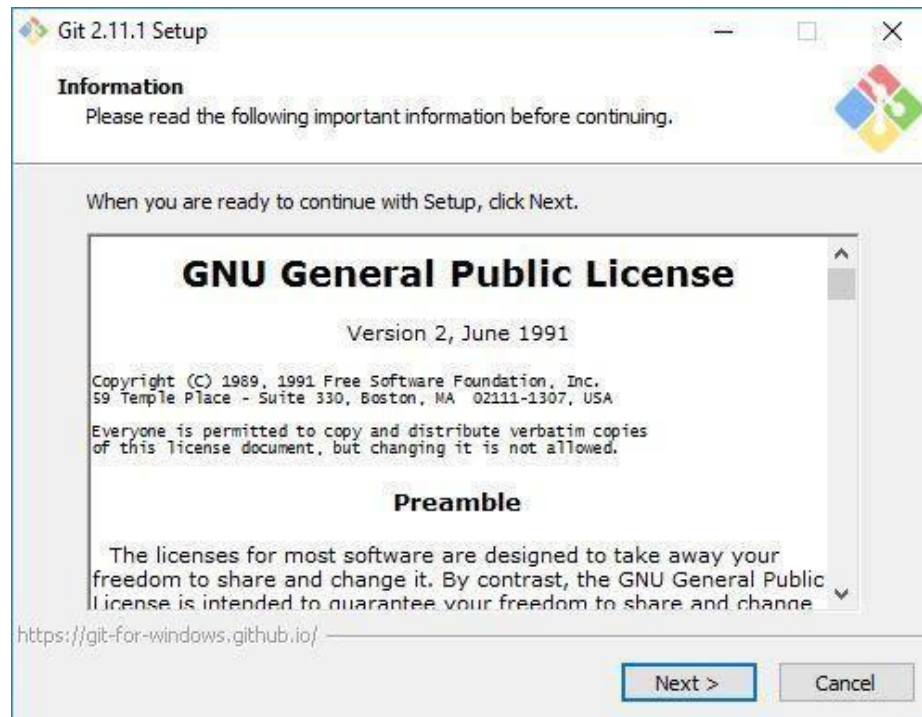 Git 2.11.1 Setup
Information
Please read the following important information before continuing.
When you are ready to continue with Setup, click Next.
GNU General Public License
Version 2, June 1991
Copyright (C) 1989, 1991 Free Software Foundation, Inc.
59 Temple Place - Suite 330, Boston, MA  02111-1307, USA
Everyone is permitted to copy and distribute verbatim copies
of this license document, but changing it is not allowed.
Preamble
The licenses for most software are designed to take away your
freedom to share and change it. By contrast, the GNU General Public
License is intended to guarantee your freedom to share and change
https://git-for-windows.github.io/
Next >
Cancel